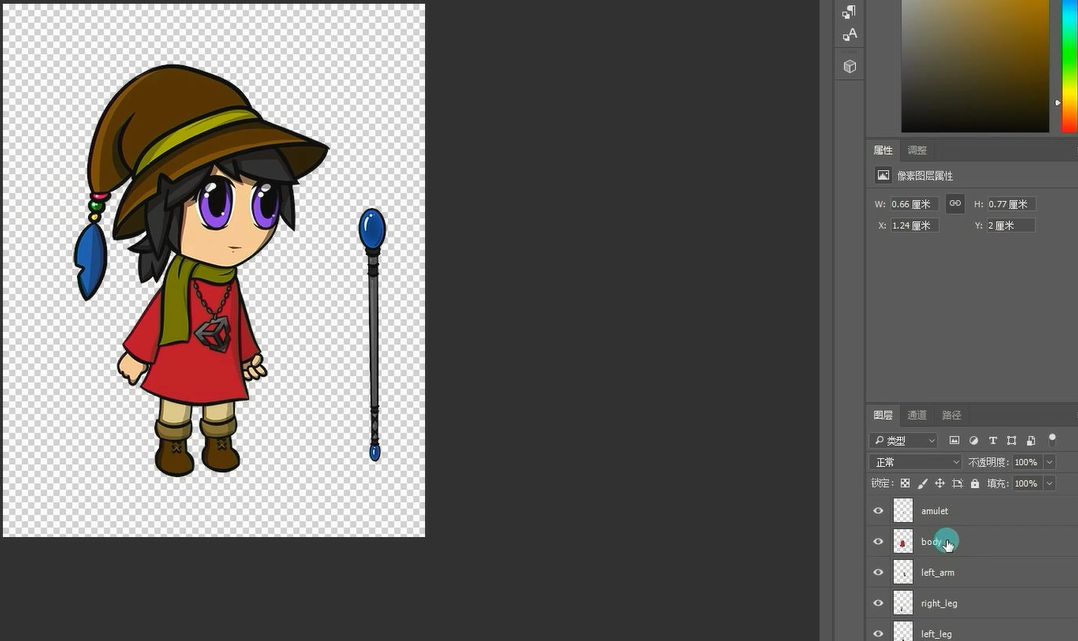 属性 调整
像素图层属性
W: 0.66 厘米 H: 0.77 厘米
X: 1.24 厘米 Y: 2 厘米
图层 通道 路径
类型
正常 不透明度: 100%
锁定: 填充: 100%
amulet
body
left_arm
right_leg
left_leg